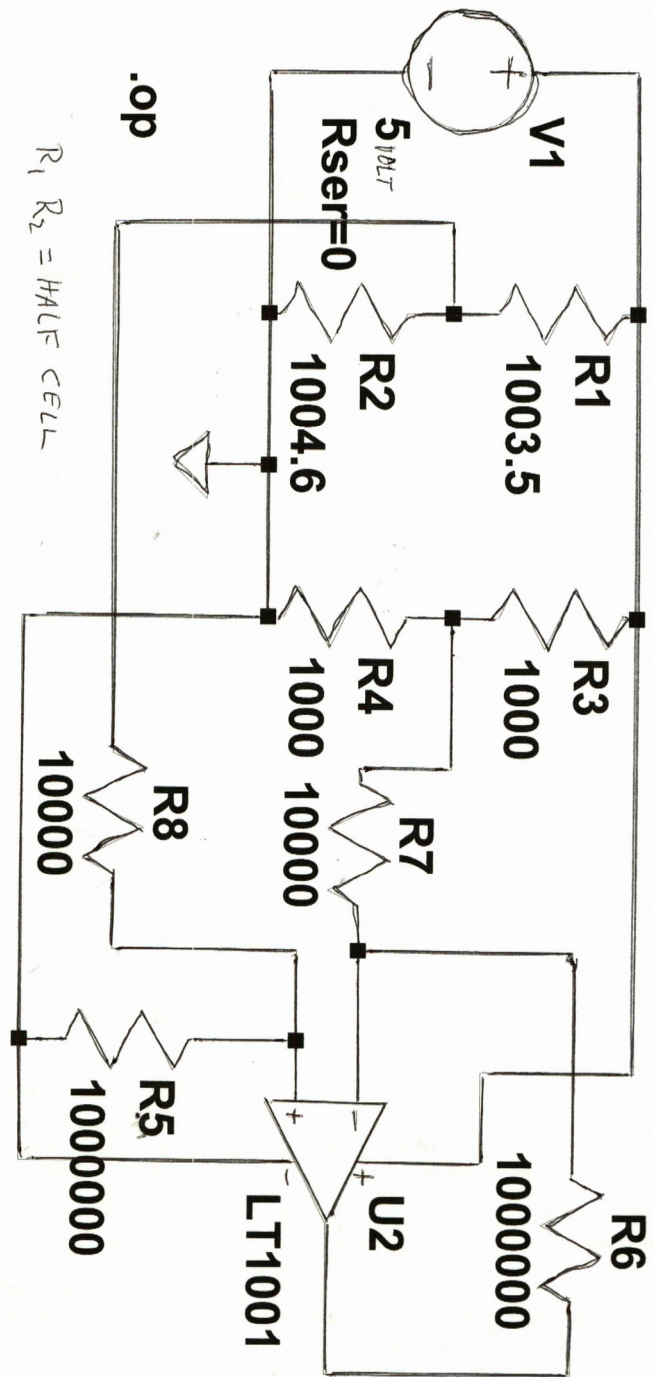 V1
5 VOLT
Rser=0
.op
R1 R2 = HALF CELL
R1
1003.5
R2
1004.6
R3
1000
R4
1000
R7
10000
R8
10000
R5
1000000
R6
1000000
U2
LT1001
+
-
-
+
+
-